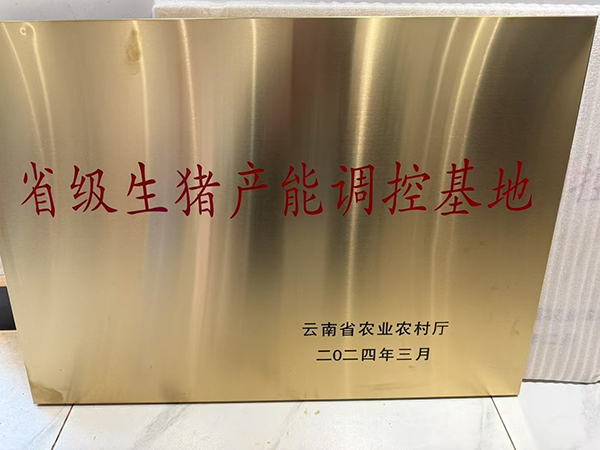 省级生猪产能调控基地
云南省农业农村厅
二0二四年三月